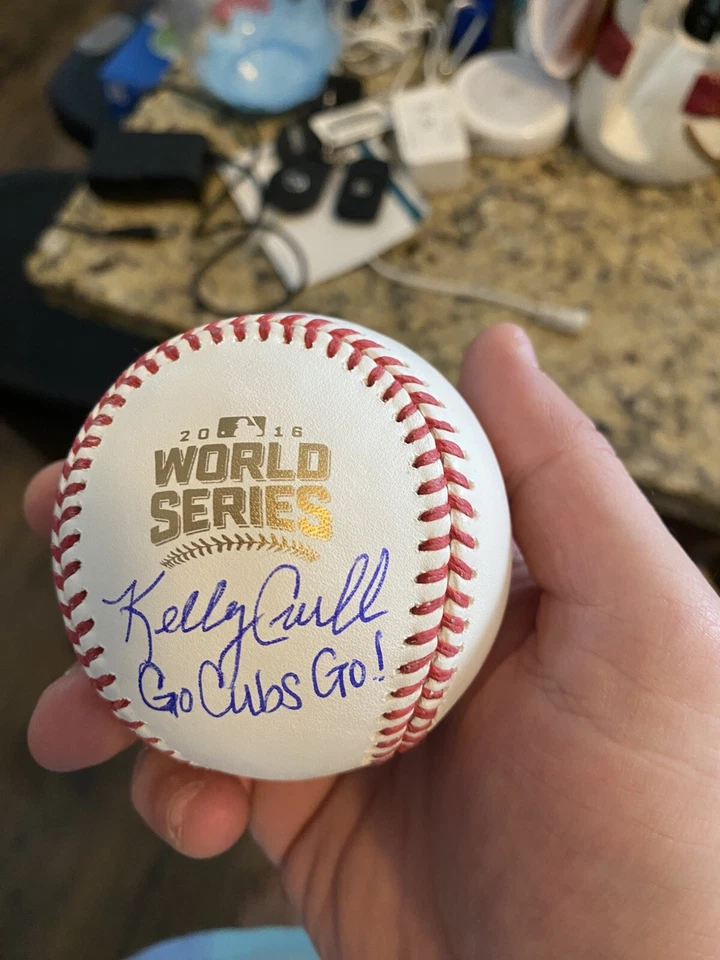 2016
WORLD
SERIES
Kelly Crull
Go Cubs Go!